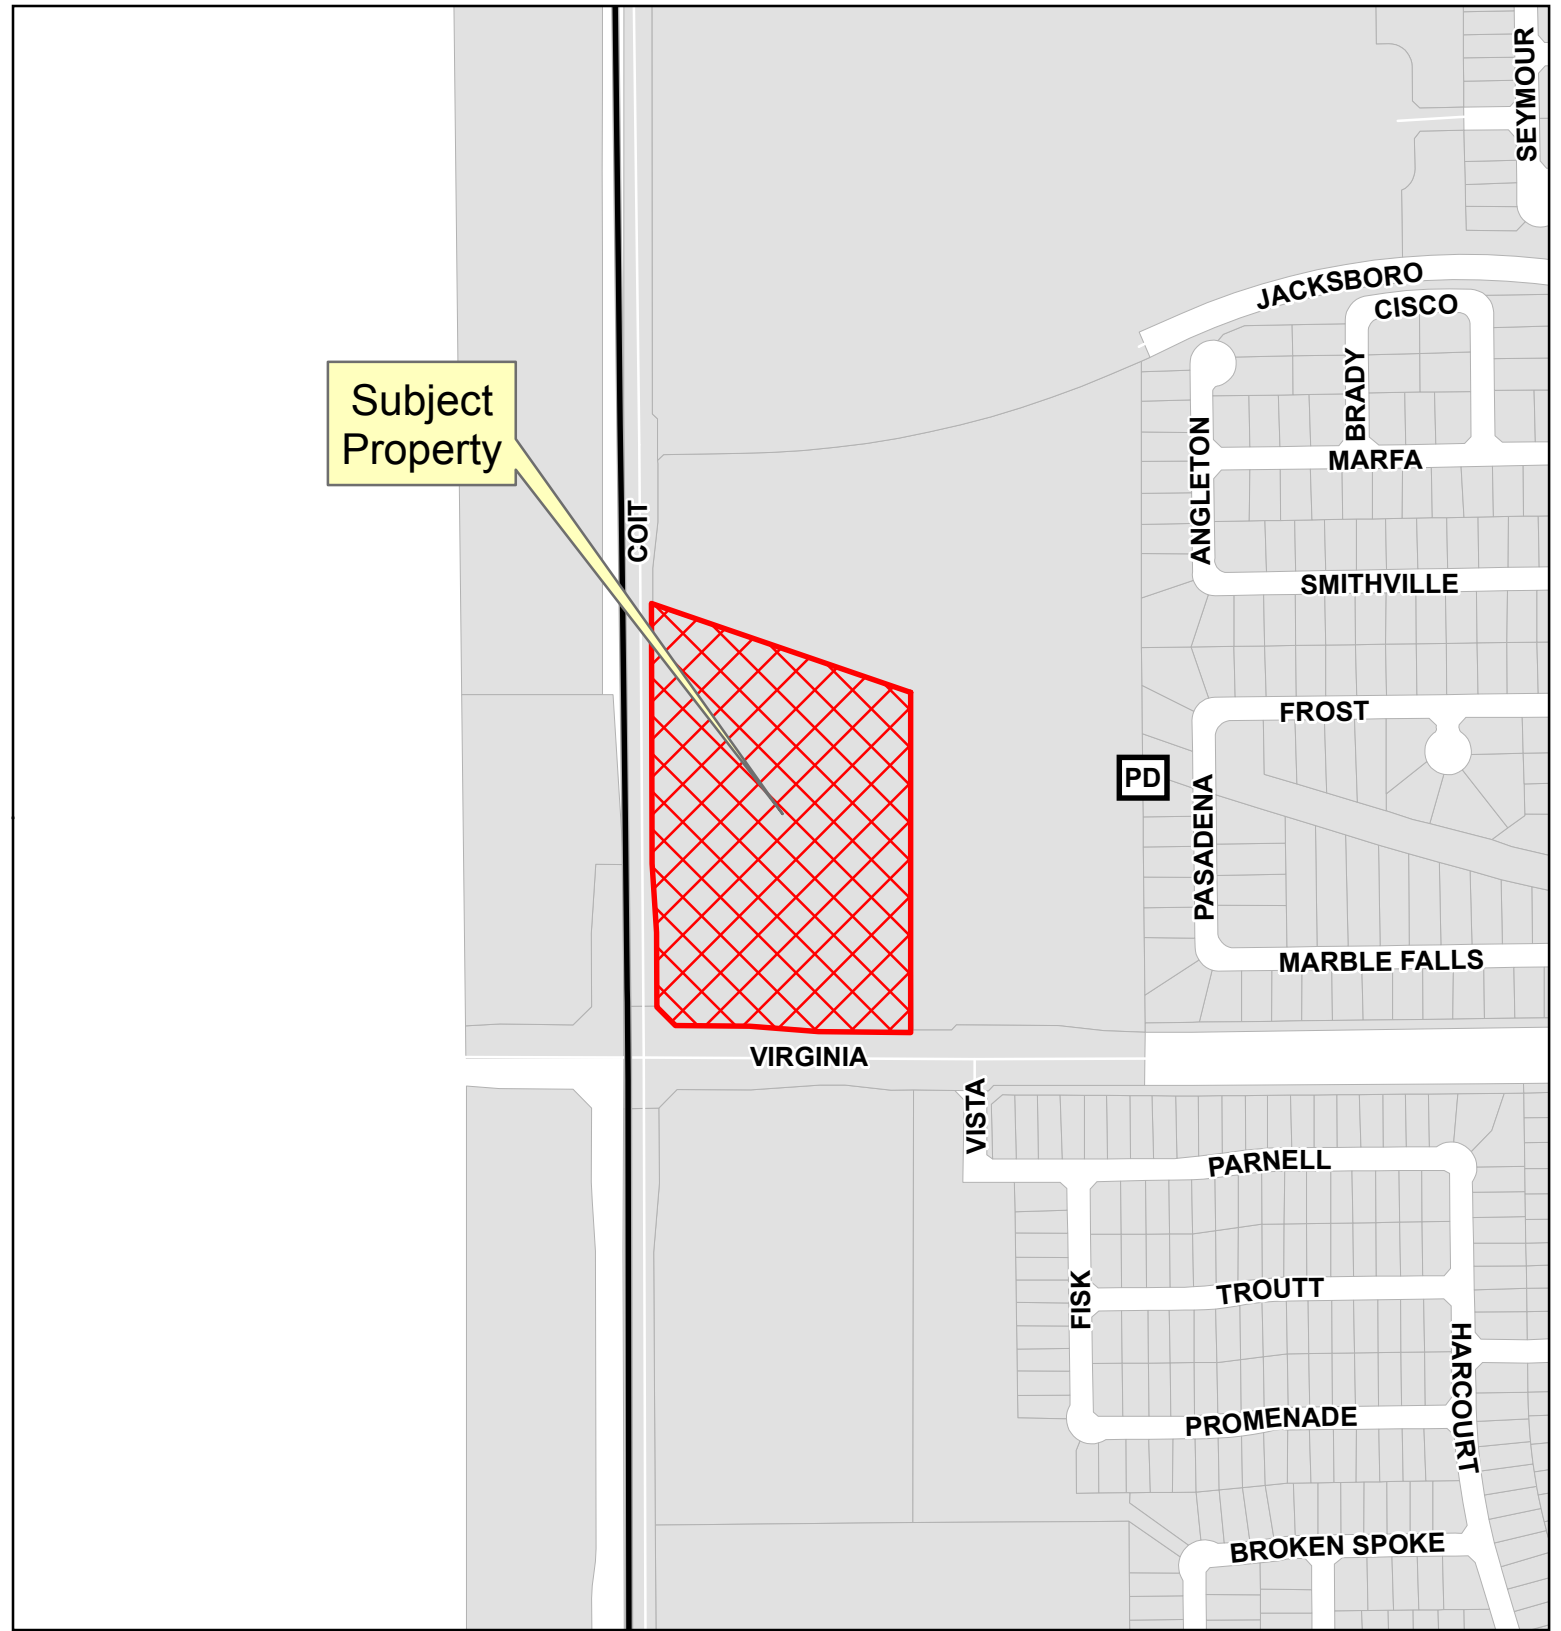 SEYMOUR
JACKSBORO
CISCO
BRADY
Subject
Property
ANGLETON
MARFA
COIT
SMITHVILLE
FROST
PD
PASADENA
MARBLE FALLS
VIRGINIA
VISTA
PARNELL
FISK
TROUTT
HARCOURT
PROMENADE
BROKEN SPOKE